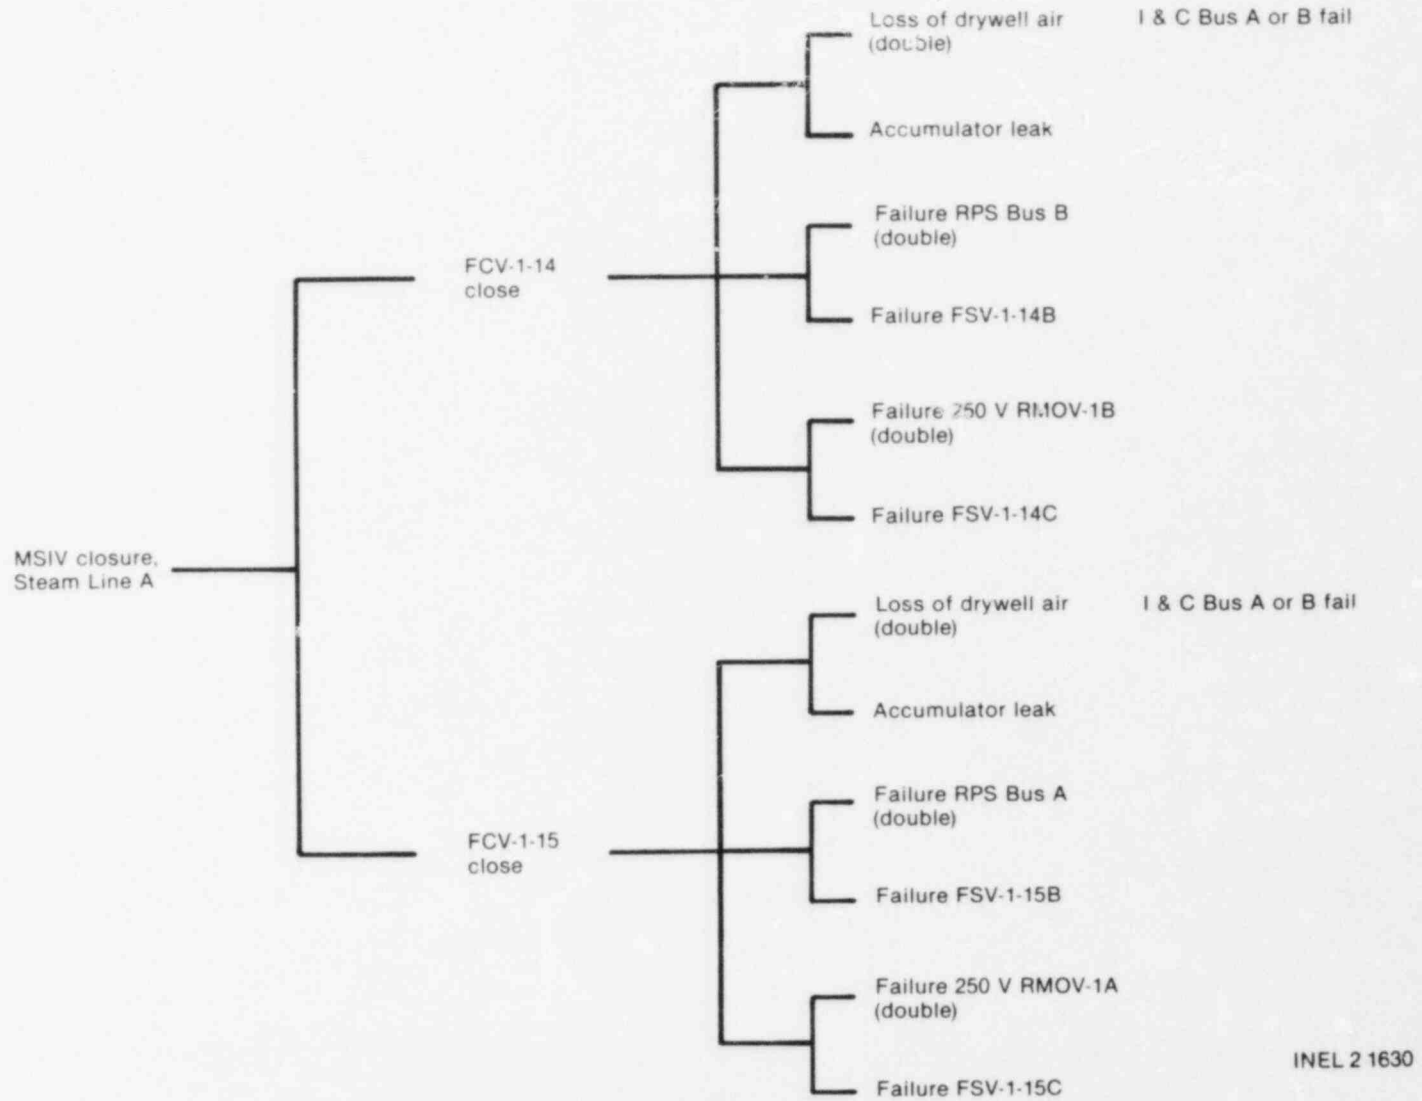 Loss of drywell air
(double)
I & C Bus A or B fail
Accumulator leak
Failure RPS Bus B
(double)
FCV-1-14
close
Failure FSV-1-14B
Failure 250 V RMOV-1B
(double)
Failure FSV-1-14C
MSIV closure,
Steam Line A
Loss of drywell air
(double)
I & C Bus A or B fail
Accumulator leak
Failure RPS Bus A
(double)
FCV-1-15
close
Failure FSV-1-15B
Failure 250 V RMOV-1A
(double)
Failure FSV-1-15C
INEL 2 1630